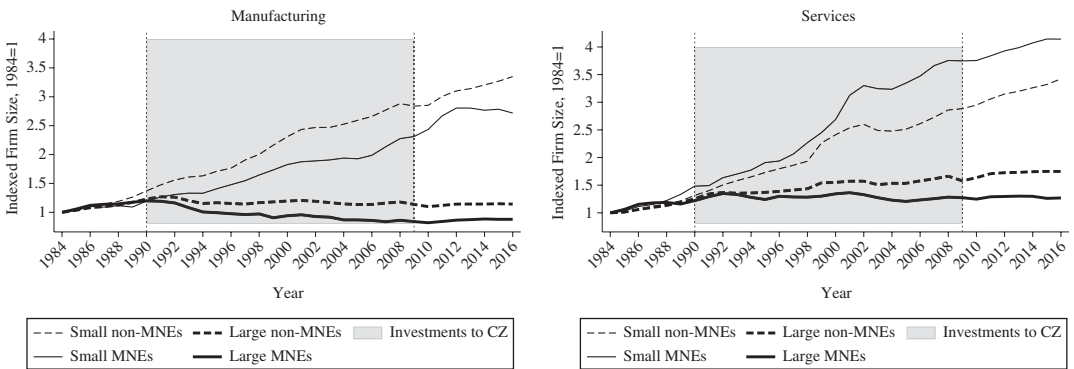 Manufacturing
Indexed Firm Size, 1984=1
4
3.5
3
2.5
2
1.5
1
1984 1986 1988 1990 1992 1994 1996 1998 2000 2002 2004 2006 2008 2010 2012 2014 2016
Year
Small non-MNEs Large non-MNEs Investments to CZ
Small MNEs Large MNEs
Services
Indexed Firm Size, 1984=1
4
3.5
3
2.5
2
1.5
1
1984 1986 1988 1990 1992 1994 1996 1998 2000 2002 2004 2006 2008 2010 2012 2014 2016
Year
Small non-MNEs Large non-MNEs Investments to CZ
Small MNEs Large MNEs